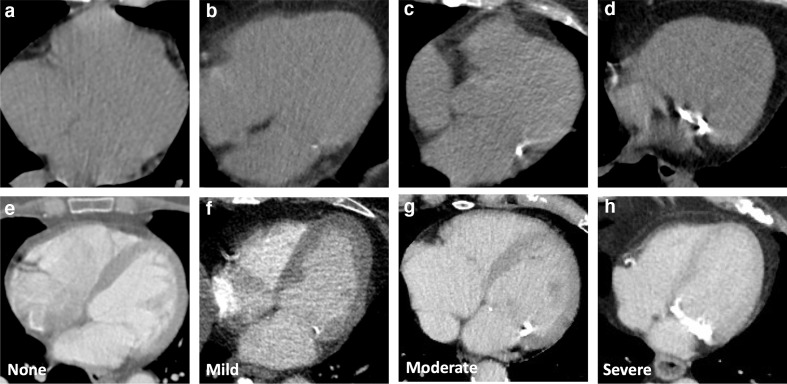 a b c d
e f g h
None Mild Moderate Severe